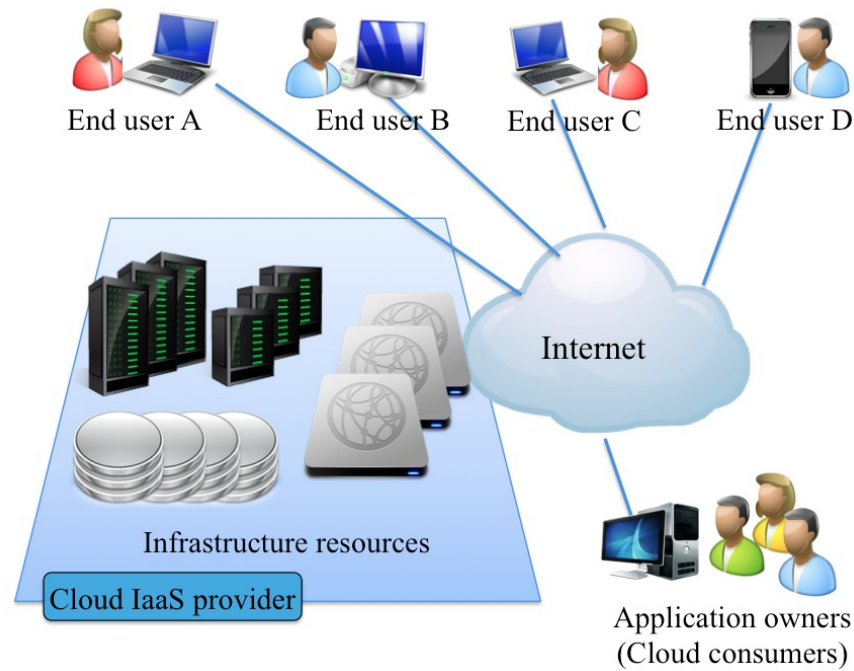 End user A
End user B
End user C
End user D
Internet
Infrastructure resources
Cloud IaaS provider
Application owners
(Cloud consumers)